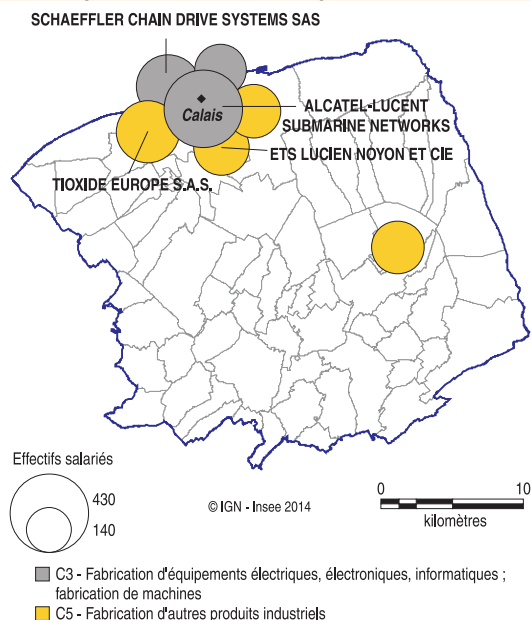 SCHAEFFLER CHAIN DRIVE SYSTEMS SAS
Calais
ALCATEL-LUCENT
SUBMARINE NETWORKS
ETS LUCIEN NOYON ET CIE
TIOXIDE EUROPE S.A.S.
Effectifs salariés
430
140
© IGN - Insee 2014
0 10
kilomètres
C3 - Fabrication d'équipements électriques, électroniques, informatiques ;
fabrication de machines
C5 - Fabrication d'autres produits industriels